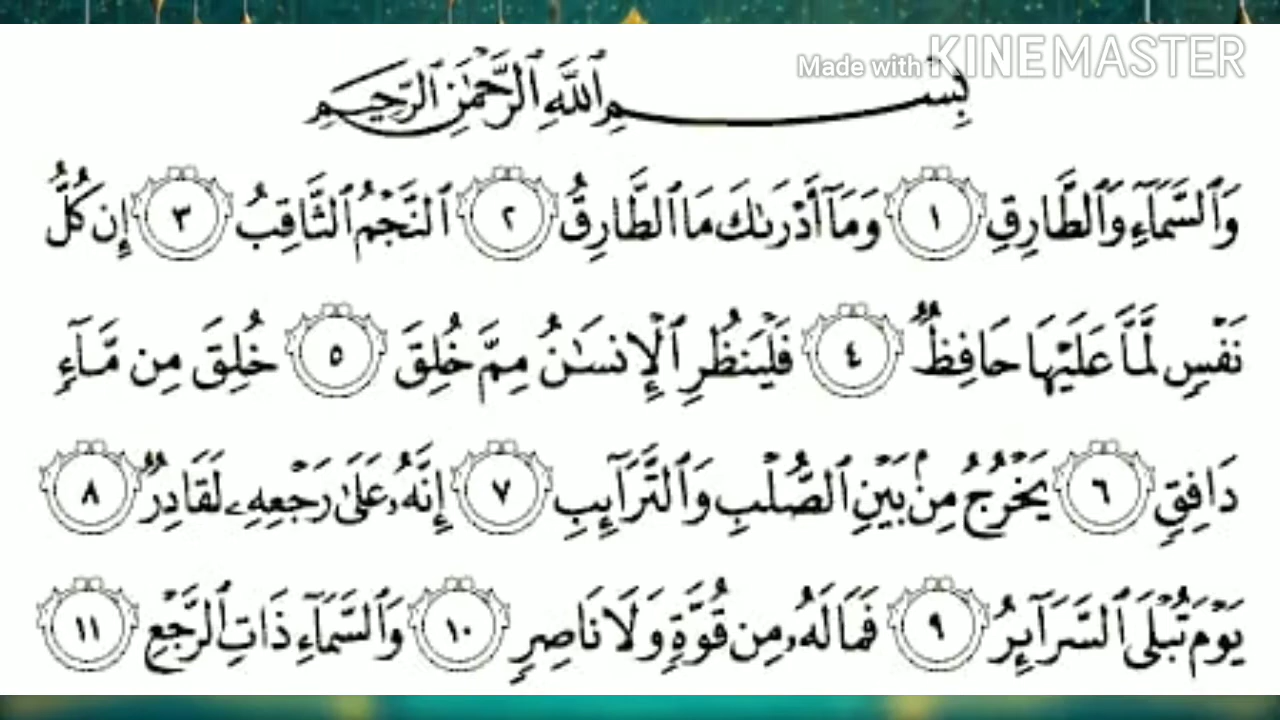 Made with KINEMASTER
بِسْمِ ٱللَّهِ ٱلرَّحْمَٰنِ ٱلرَّحِيمِ
وَٱلسَّمَآءِ وَٱلطَّارِقِ ١ وَمَآ أَدْرَىٰكَ مَا ٱلطَّارِقُ ٢ ٱلنَّجْمُ ٱلثَّاقِبُ ٣ إِن كُلُّ
نَفْسٍ لَّمَّا عَلَيْهَا حَافِظٌ ٤ فَلْيَنظُرِ ٱلْإِنسَٰنُ مِمَّ خُلِقَ ٥ خُلِقَ مِن مَّآءٍ
دَافِقٍ ٦ يَخْرُجُ مِنۢ بَيْنِ ٱلصُّلْبِ وَٱلتَّرَآئِبِ ٧ إِنَّهُۥ عَلَىٰ رَجْعِهِۦ لَقَادِرٌ ٨
يَوْمَ تُبْلَى ٱلسَّرَآئِرُ ٩ فَمَا لَهُۥ مِن قُوَّةٍ وَلَا نَاصِرٍ ١٠ وَٱلسَّمَآءِ ذَاتِ ٱلرَّجْعِ ١١